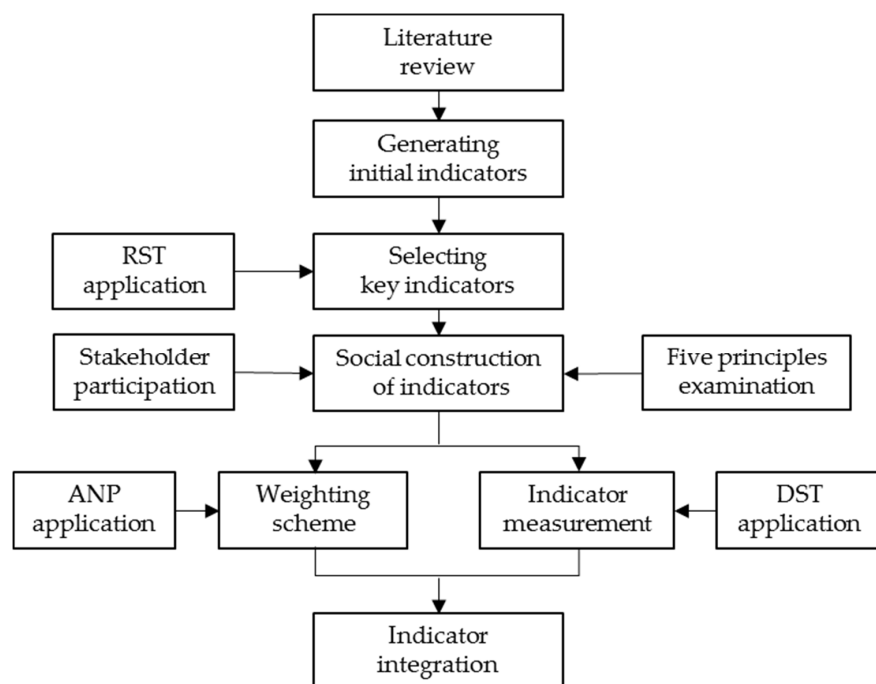 Literature
review
Generating
initial indicators
RST
application
Selecting
key indicators
Stakeholder
participation
Social construction
of indicators
Five principles
examination
ANP
application
Weighting
scheme
Indicator
measurement
DST
application
Indicator
integration